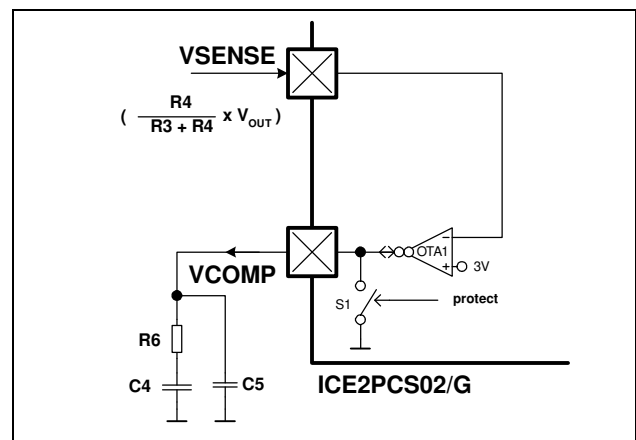 VSENSE
( R4 / R3 + R4 x VOUT )
OTA1
3V
VCOMP
S1
protect
R6
C4
C5
ICE2PCS02/G